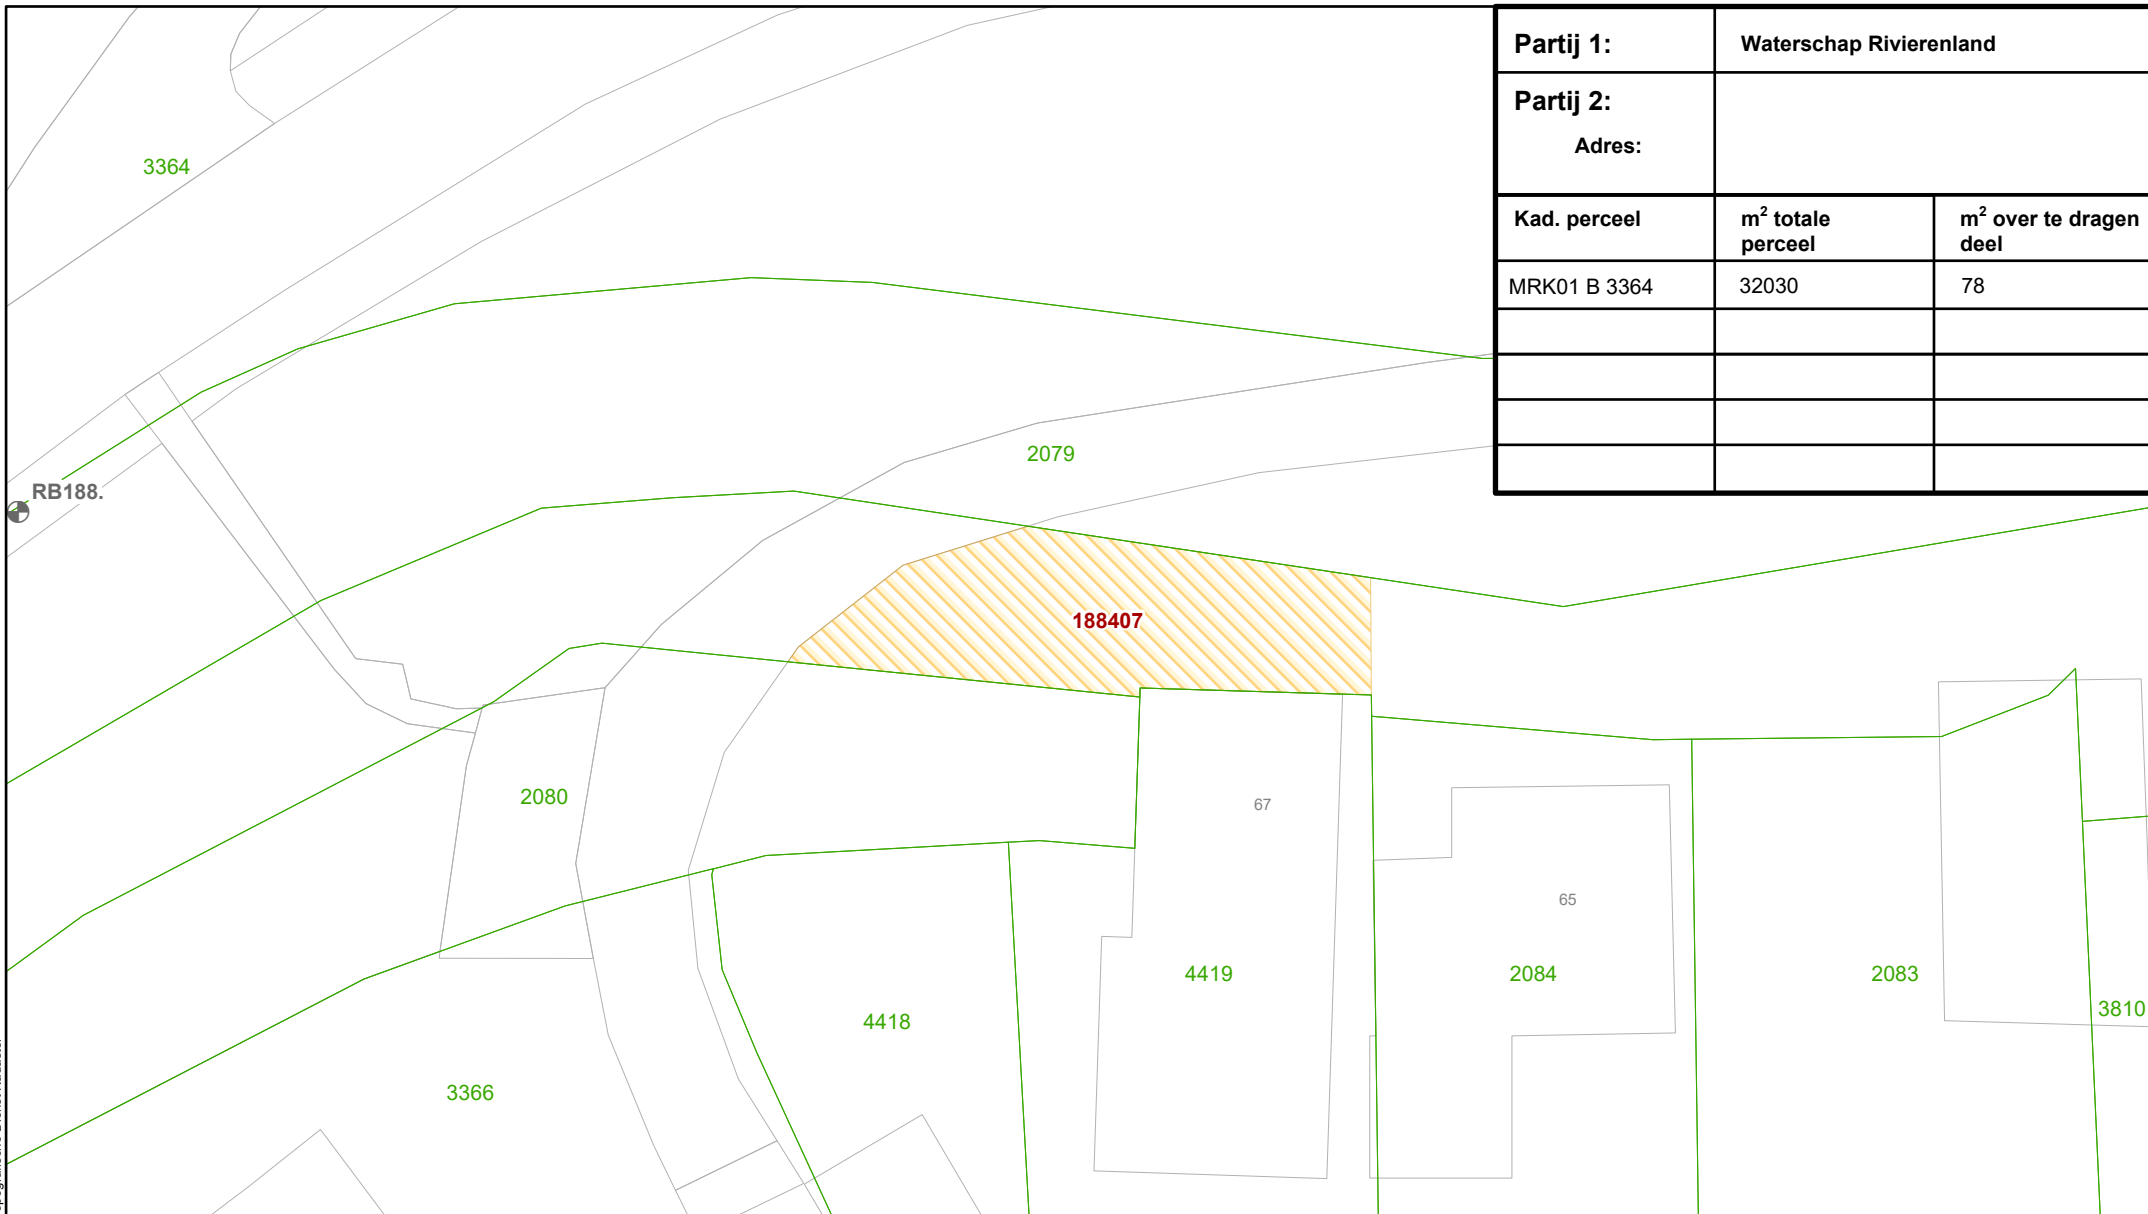 Partij 1: Waterschap Rivierenland
Partij 2:
Adres:
Kad. perceel m² totale perceel m² over te dragen deel
MRK01 B 3364 32030 78
3364
2079
RB188.
188407
2080
67
65
4419
2084
2083
3810
4418
3366